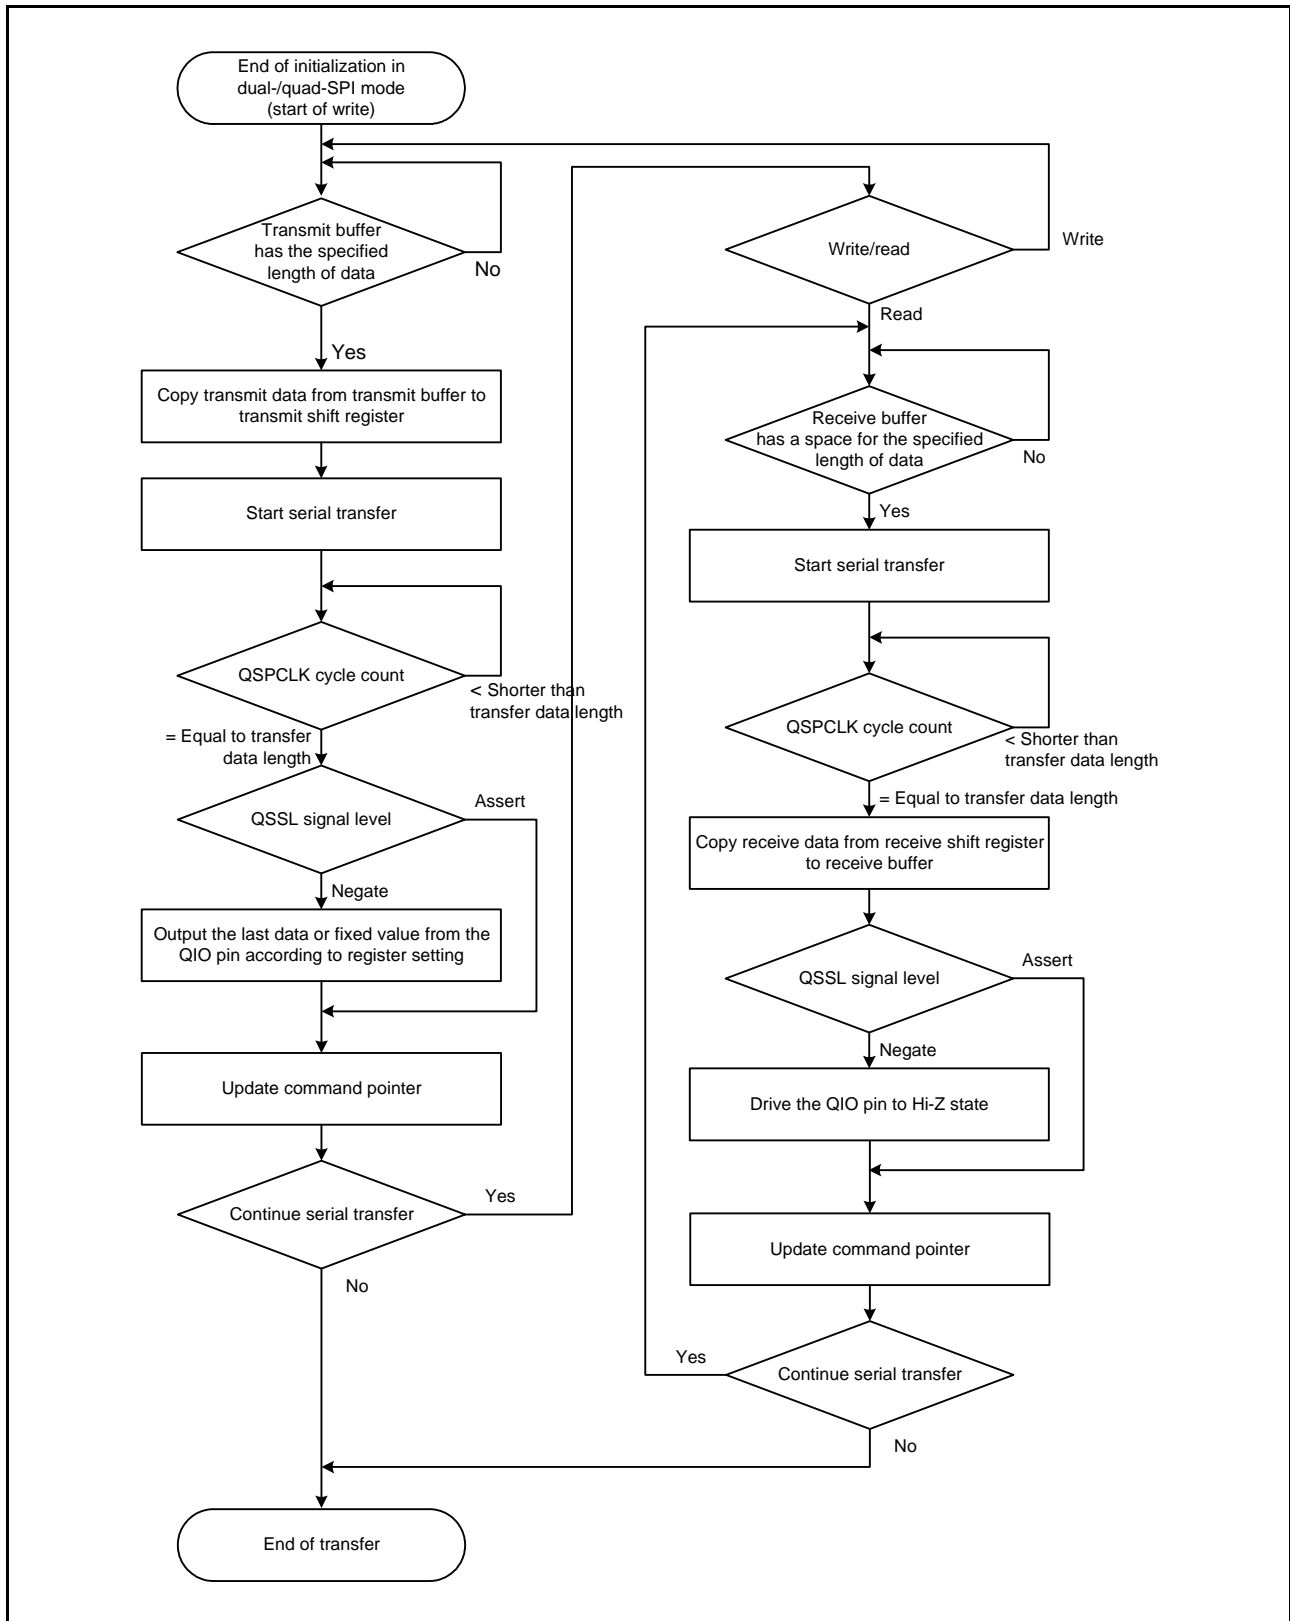 End of initialization in
dual-/quad-SPI mode
(start of write)
Transmit buffer
has the specified
length of data
No
Yes
Copy transmit data from transmit buffer to
transmit shift register
Start serial transfer
QSPCLK cycle count
< Shorter than
transfer data length
= Equal to transfer
data length
QSSL signal level
Assert
Negate
Output the last data or fixed value from the
QIO pin according to register setting
Update command pointer
Continue serial transfer
Yes
No
End of transfer
Write/read
Write
Read
Receive buffer
has a space for the specified
length of data
No
Yes
Start serial transfer
QSPCLK cycle count
< Shorter than
transfer data length
= Equal to transfer data length
Copy receive data from receive shift register
to receive buffer
QSSL signal level
Assert
Negate
Drive the QIO pin to Hi-Z state
Update command pointer
Continue serial transfer
Yes
No